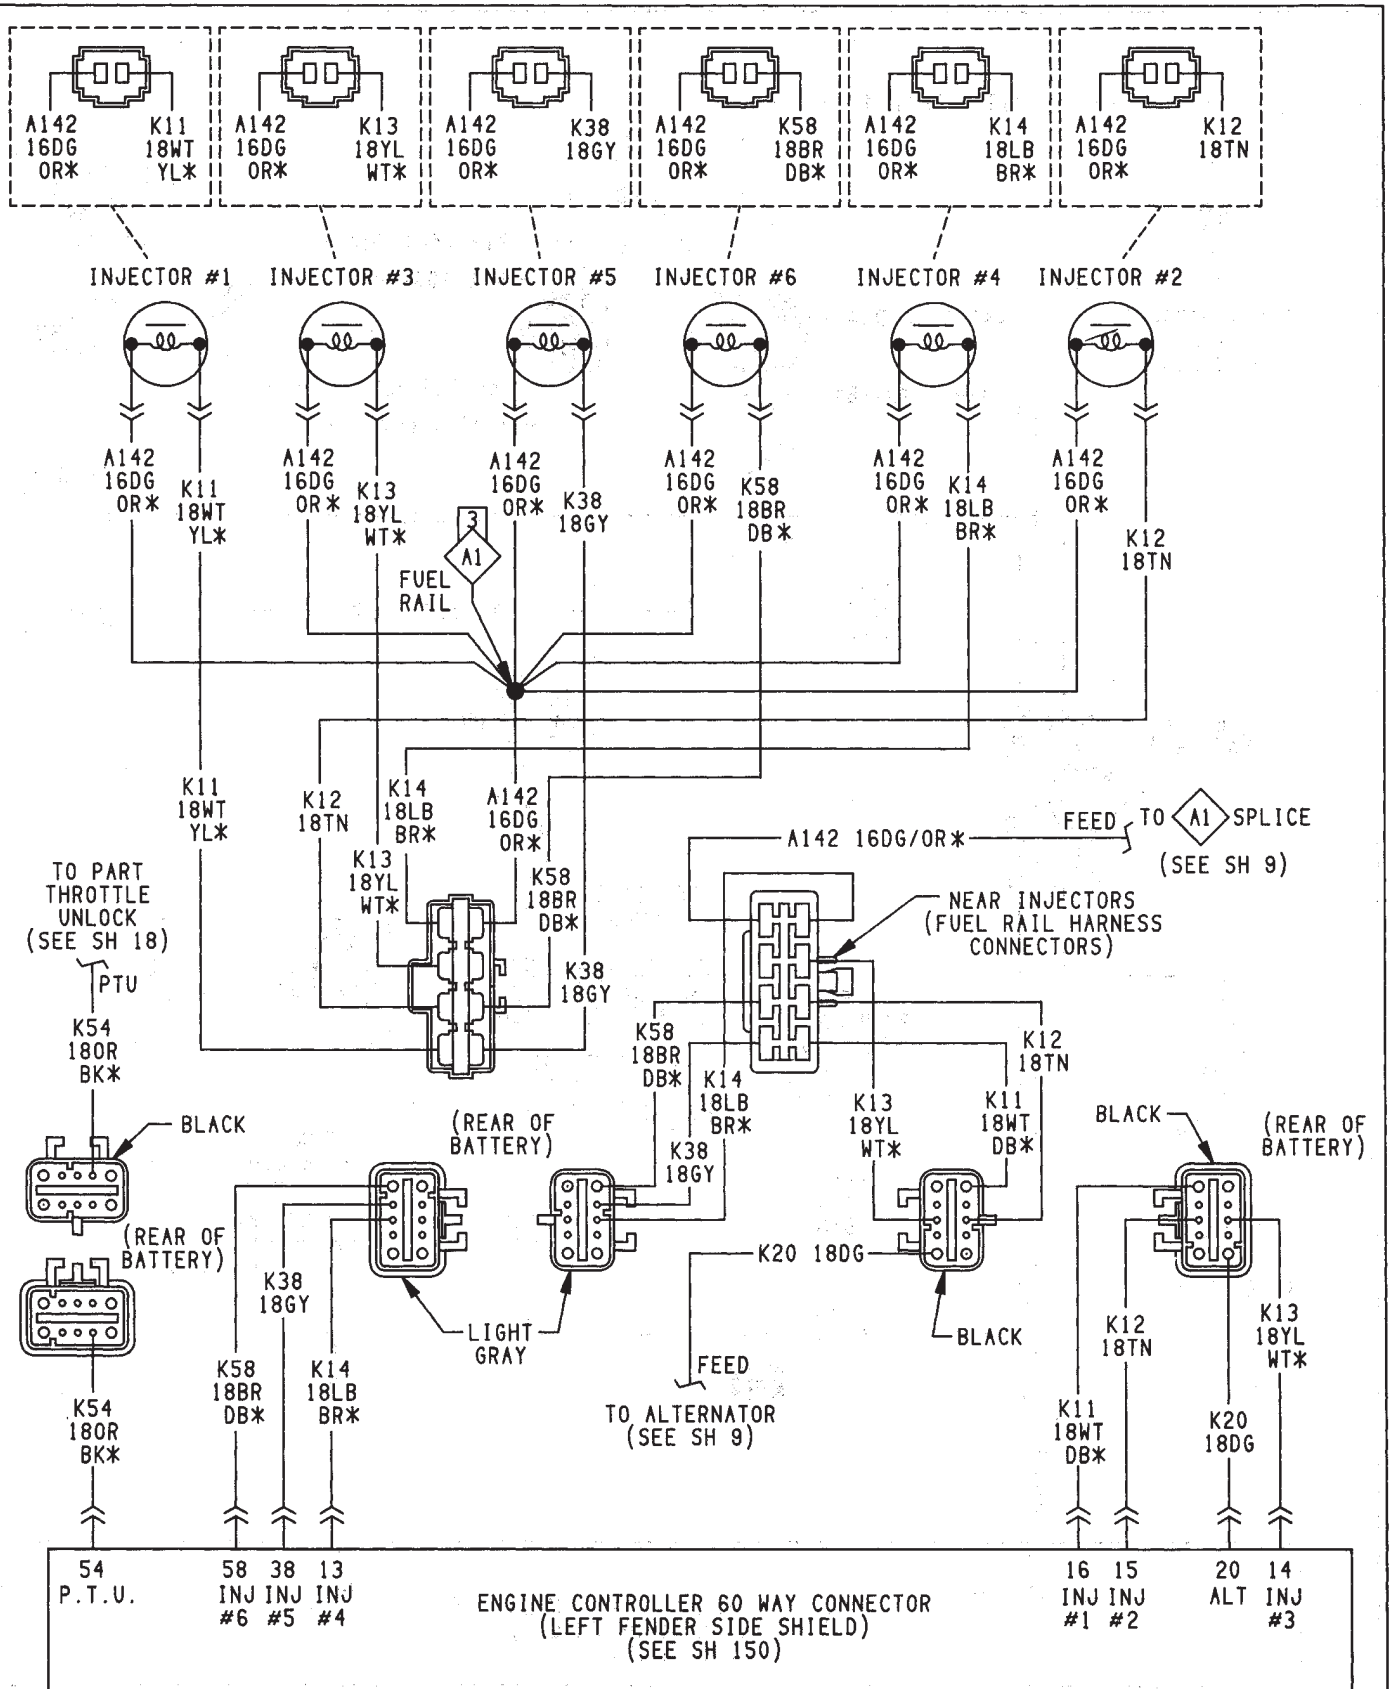 A142
16DG
OR*
K11
18WT
YL*
A142
16DG
OR*
K13
18YL
WT*
A142
16DG
OR*
K38
18GY
A142
16DG
OR*
K58
18BR
DB*
A142
16DG
OR*
K14
18LB
BR*
A142
16DG
OR*
K12
18TN
INJECTOR #1
INJECTOR #3
INJECTOR #5
INJECTOR #6
INJECTOR #4
INJECTOR #2
A142
16DG
OR*
K11
18WT
YL*
A142
16DG
OR*
K13
18YL
WT*
A142
16DG
OR*
K38
18GY
A142
16DG
OR*
K58
18BR
DB*
A142
16DG
OR*
K14
18LB
BR*
A142
16DG
OR*
K12
18TN
3
A1
FUEL
RAIL
K11
18WT
YL*
K12
18TN
K14
18LB
BR*
K13
18YL
WT*
A142
16DG
OR*
K58
18BR
DB*
K38
18GY
A142 16DG/OR*
FEED
TO A1 SPLICE
(SEE SH 9)
NEAR INJECTORS
(FUEL RAIL HARNESS
CONNECTORS)
TO PART
THROTTLE
UNLOCK
(SEE SH 18)
PTU
K54
18OR
BK*
BLACK
(REAR OF
BATTERY)
K54
18OR
BK*
(REAR OF
BATTERY)
K58
18BR
DB*
K38
18GY
K14
18LB
BR*
K13
18YL
WT*
K11
18WT
DB*
K12
18TN
BLACK
(REAR OF
BATTERY)
K58
18BR
DB*
K38
18GY
K14
18LB
BR*
LIGHT
GRAY
K20 18DG
FEED
TO ALTERNATOR
(SEE SH 9)
BLACK
K11
18WT
DB*
K12
18TN
K20
18DG
K13
18YL
WT*
54
P.T.U.
58
INJ
#6
38
INJ
#5
13
INJ
#4
ENGINE CONTROLLER 60 WAY CONNECTOR
(LEFT FENDER SIDE SHIELD)
(SEE SH 150)
16
INJ
#1
15
INJ
#2
20
ALT
14
INJ
#3